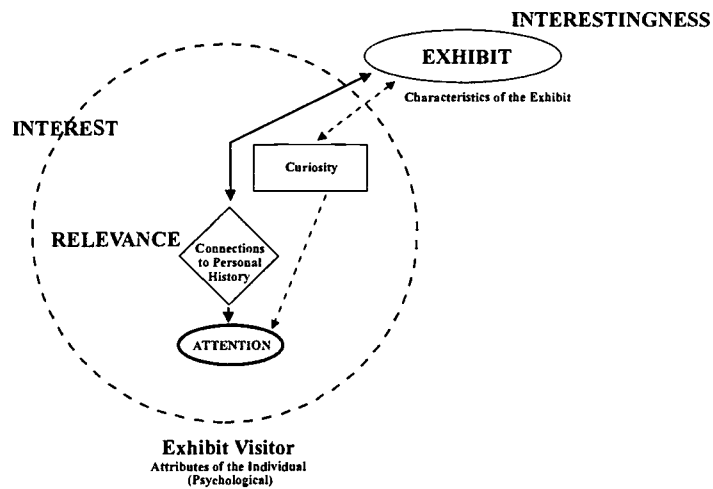 INTERESTINGNESS
EXHIBIT
Characteristics of the Exhibit
INTEREST
Curiosity
RELEVANCE
Connections
to Personal
History
ATTENTION
Exhibit Visitor
Attributes of the Individual
(Psychological)